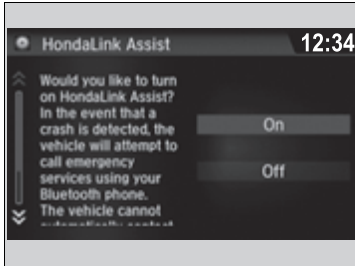 HondaLink Assist
12:34
Would you like to turn
on HondaLink Assist?
In the event that a
crash is detected, the
vehicle will attempt to
call emergency
services using your
Bluetooth phone.
The vehicle cannot
On
Off